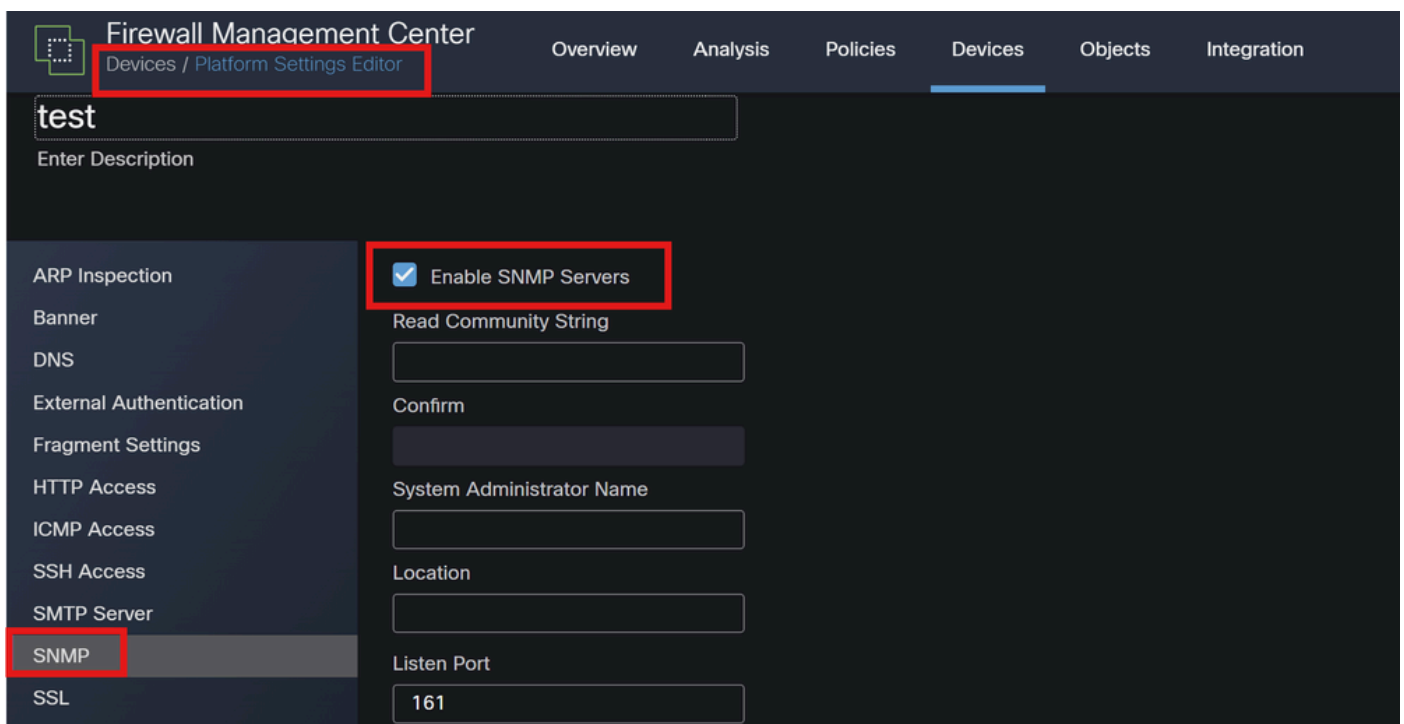 Firewall Management Center
Devices / Platform Settings Editor
Overview
Analysis
Policies
Devices
Objects
Integration
test
Enter Description
ARP Inspection
Banner
DNS
External Authentication
Fragment Settings
HTTP Access
ICMP Access
SSH Access
SMTP Server
SNMP
SSL
Enable SNMP Servers
Read Community String
Confirm
System Administrator Name
Location
Listen Port
161